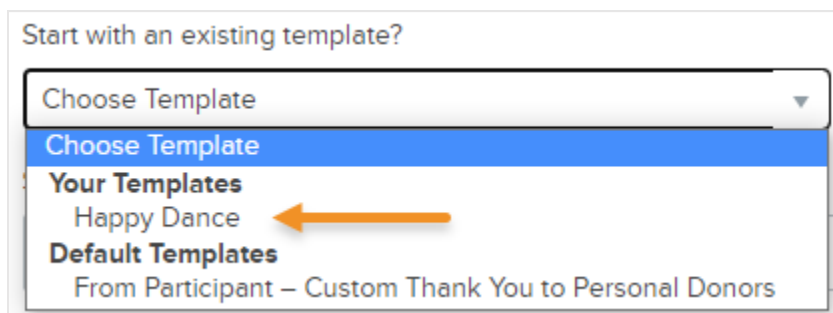 Start with an existing template?
Choose Template
Choose Template
Your Templates
Happy Dance
Default Templates
From Participant – Custom Thank You to Personal Donors